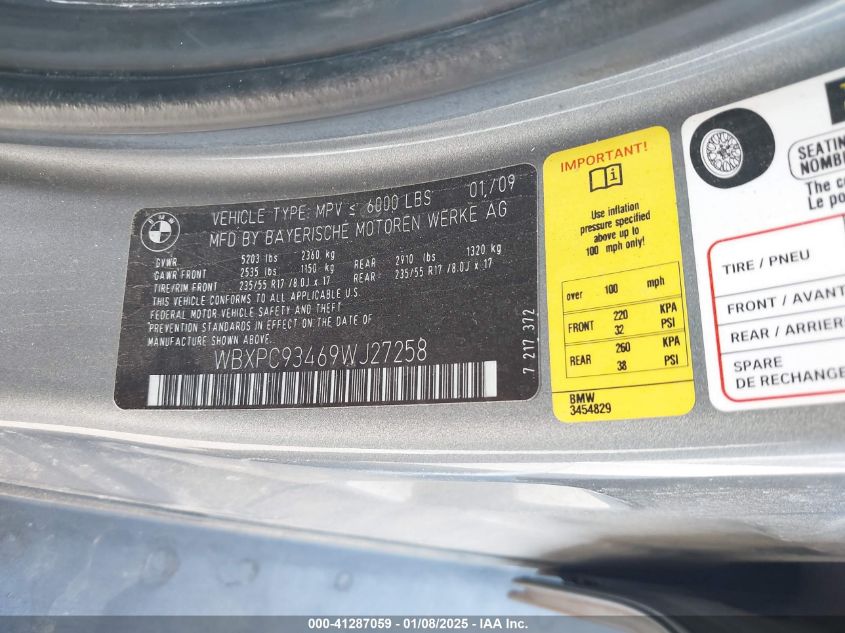 BMW
VEHICLE TYPE: MPV ≤ 6000 LBS 01/09
MFD BY BAYERISCHE MOTOREN WERKE AG
GVWR 5203 lbs 2360 kg
GAWR FRONT 2535 lbs 1150 kg REAR 2910 lbs 1320 kg
TIRE/RIM FRONT 235/55 R17 /8.0J x 17 REAR: 235/55 R17 /8.0J x 17
THIS VEHICLE CONFORMS TO ALL APPLICABLE U.S.
FEDERAL MOTOR VEHICLE SAFETY AND THEFT
PREVENTION STANDARDS IN EFFECT ON THE DATE OF
MANUFACTURE SHOWN ABOVE.
WBXPC93469WJ27258
7 217 372
IMPORTANT!
Use inflation
pressure specified
above up to
100 mph only!
over 100 mph
FRONT 220 KPA
32 PSI
REAR 260 KPA
38 PSI
BMW
3454829
SEATING
NOMBRE
The co
Le po
TIRE / PNEU
FRONT / AVANT
REAR / ARRIERE
SPARE
DE RECHANGE
000-41287059 - 01/08/2025 - IAA Inc.